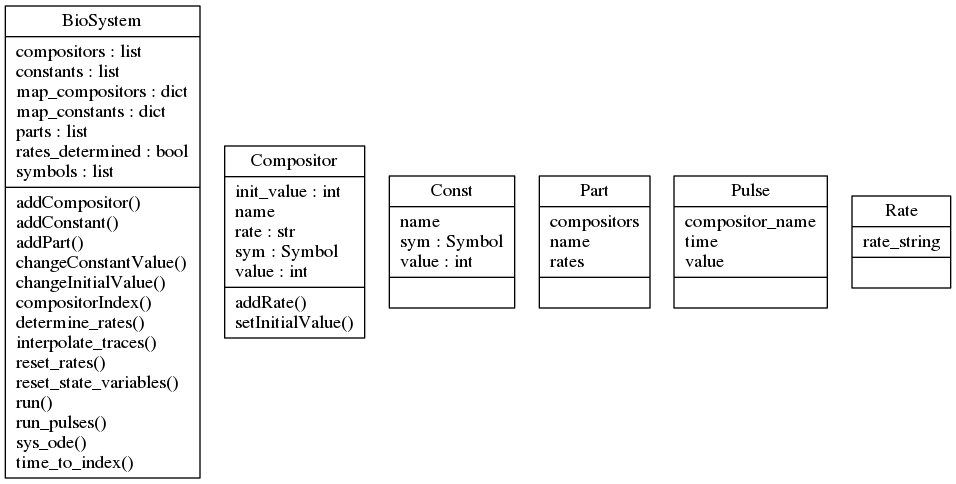 BioSystem
compositors : list
constants : list
map_compositors : dict
map_constants : dict
parts : list
rates_determined : bool
symbols : list
addCompositor()
addConstant()
addPart()
changeConstantValue()
changeInitialValue()
compositorIndex()
determine_rates()
interpolate_traces()
reset_rates()
reset_state_variables()
run()
run_pulses()
sys_ode()
time_to_index()
Compositor
init_value : int
name
rate : str
sym : Symbol
value : int
addRate()
setInitialValue()
Const
name
sym : Symbol
value : int
Part
compositors
name
rates
Pulse
compositor_name
time
value
Rate
rate_string